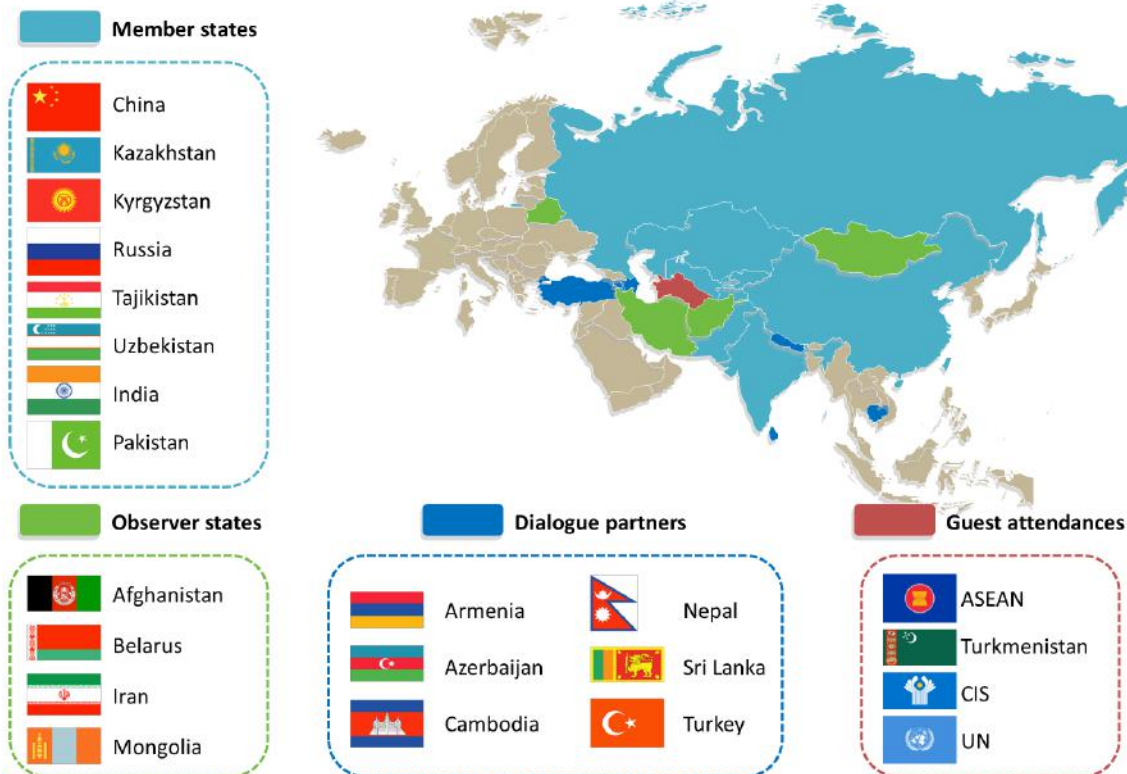 Member states
China
Kazakhstan
Kyrgyzstan
Russia
Tajikistan
Uzbekistan
India
Pakistan
Observer states
Afghanistan
Belarus
Iran
Mongolia
Dialogue partners
Armenia
Azerbaijan
Cambodia
Nepal
Sri Lanka
Turkey
Guest attendances
ASEAN
Turkmenistan
CIS
UN